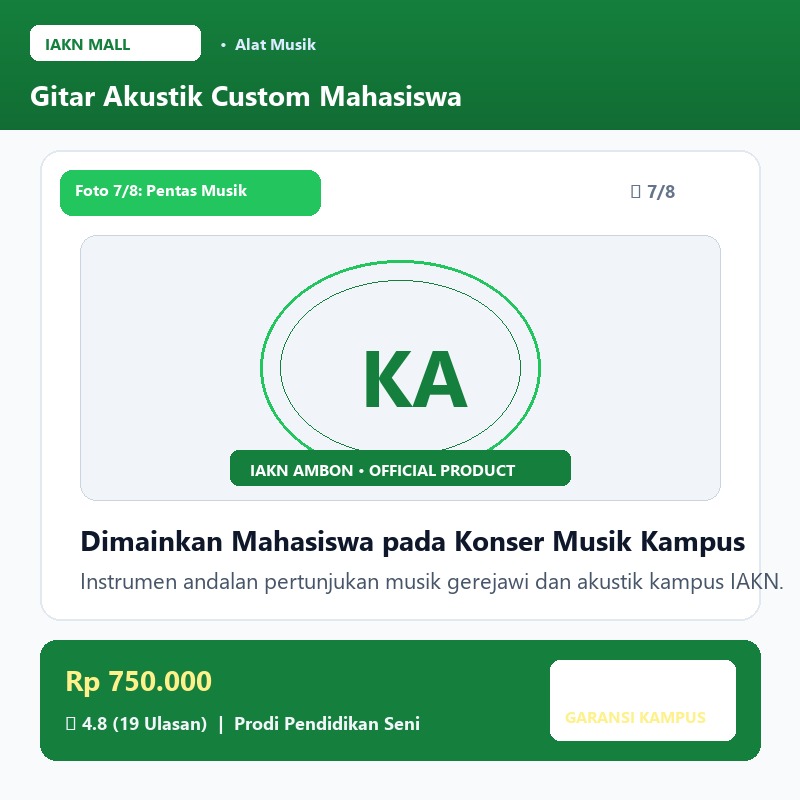 IAKN MALL
• Alat Musik
Gitar Akustik Custom Mahasiswa
Foto 7/8: Pentas Musik
7/8
KA
IAKN AMBON • OFFICIAL PRODUCT
Dimainkan Mahasiswa pada Konser Musik Kampus
Instrumen andalan pertunjukan musik gerejawi dan akustik kampus IAKN.
Rp 750.000
4.8 (19 Ulasan) | Prodi Pendidikan Seni
GARANSI KAMPUS